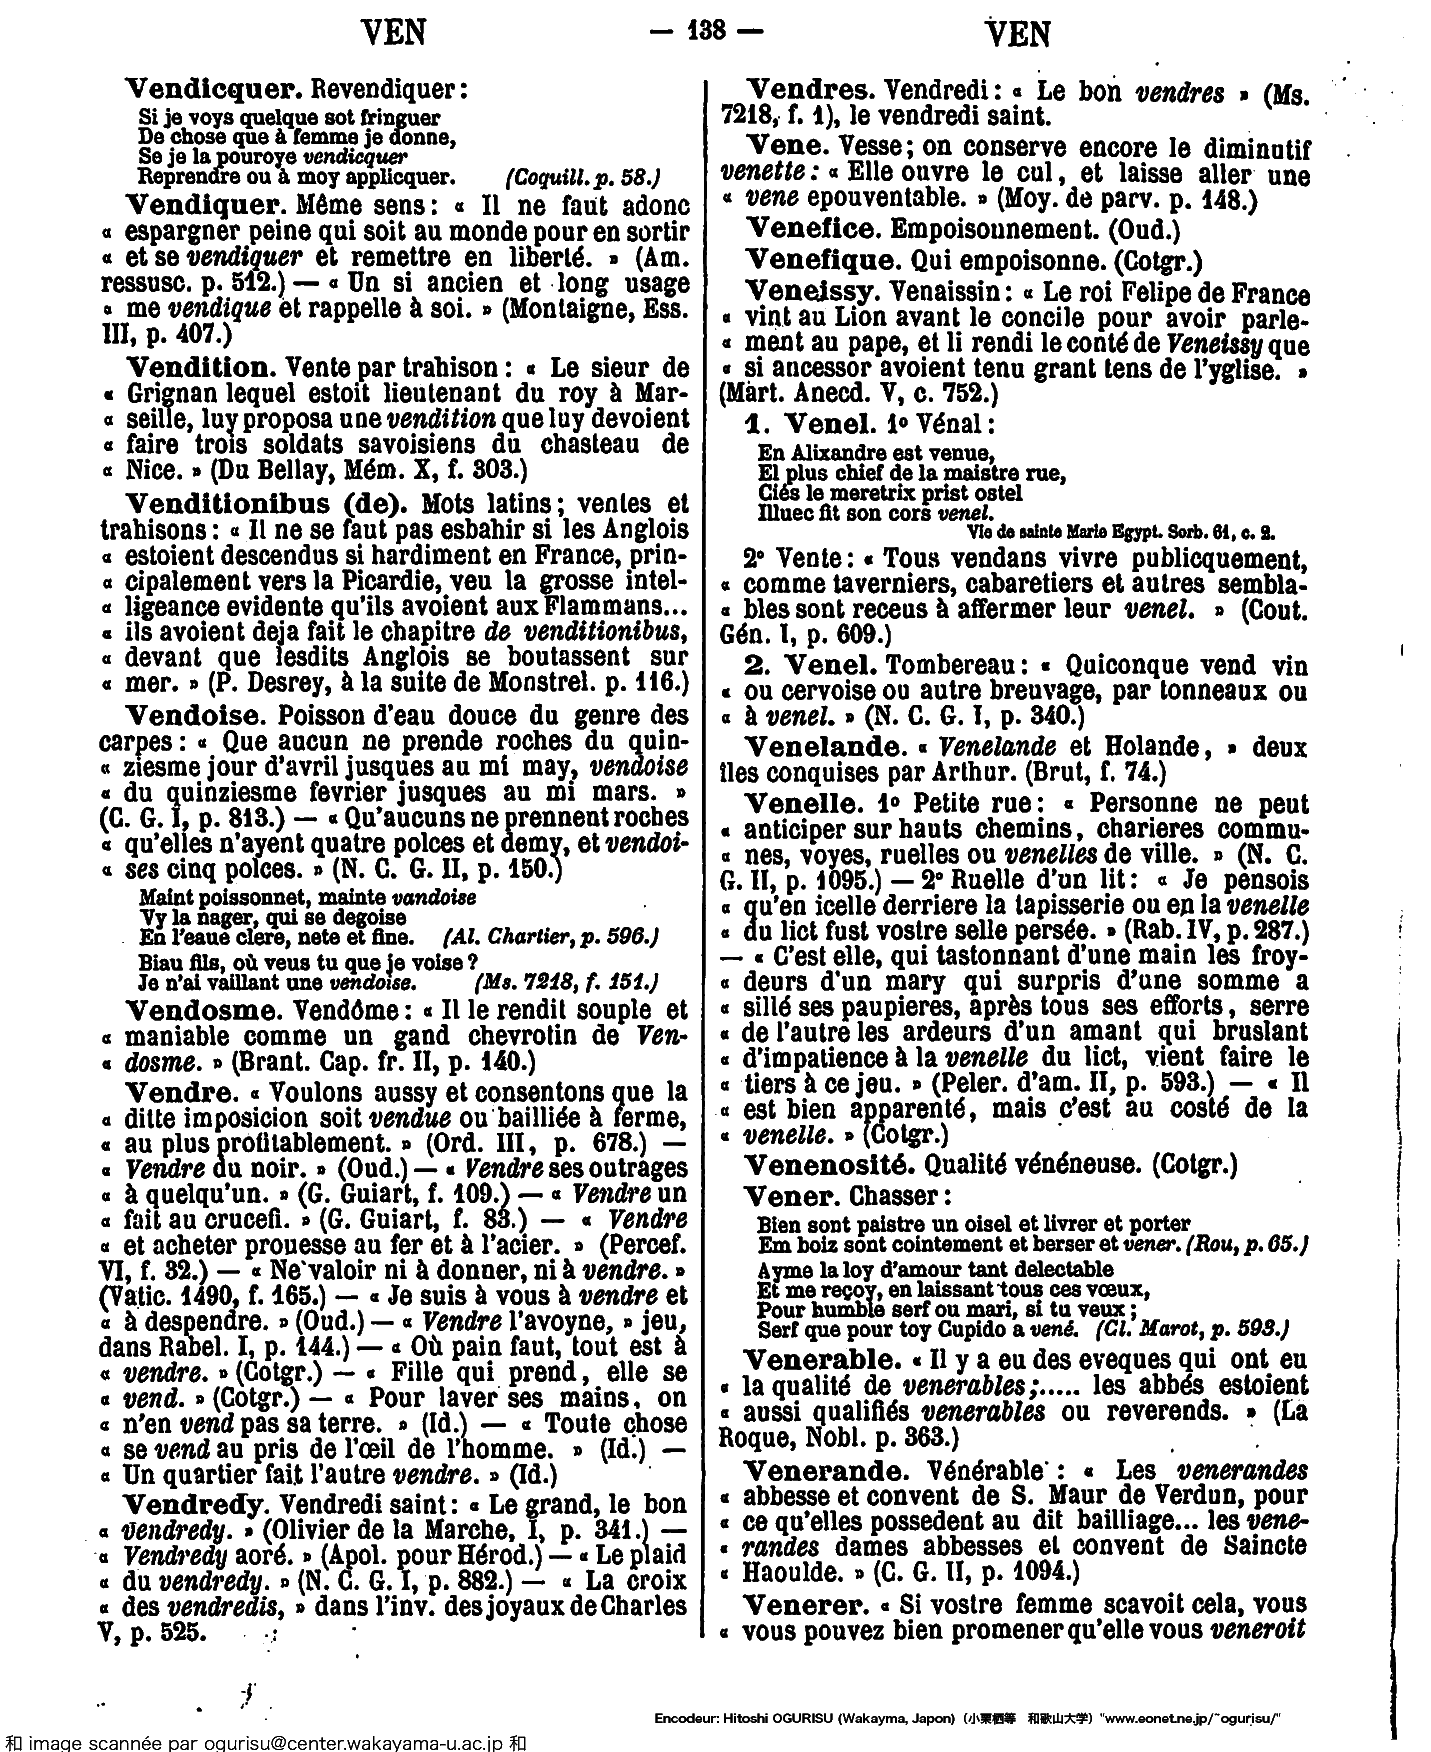 VEN — 138 — VEN
Vendicquer. Revendiquer :
Si je voys quelque sot fringuer
De chose que à femme je donne,
Se je la pouroye vendicquer
Reprendre ou à moy applicquer. (Coquill. p. 58.)
Vendiquer. Même sens : « Il ne faut adonc
« espargner peine qui soit au monde pour en sortir
« et se vendiquer et remettre en liberté. » (Am.
ressusc. p. 512.) — « Un si ancien et long usage
« me vendique et rappelle à soi. » (Montaigne, Ess.
III, p. 407.)
Vendition. Vente par trahison : « Le sieur de
« Grignan lequel estoit lieutenant du roy à Mar-
« seille, luy proposa une vendition que luy devoient
« faire trois soldats savoisiens du chasteau de
« Nice. » (Du Bellay, Mém. X, f. 303.)
Venditionibus (de). Mots latins ; ventes et
trahisons : « Il ne se faut pas esbahir si les Anglois
« estoient descendus si hardiment en France, prin-
« cipalement vers la Picardie, veu la grosse intel-
« ligeance evidente qu'ils avoient aux Flammans...
« ils avoient deja fait le chapitre de venditionibus,
« devant que lesdits Anglois se boutassent sur
« mer. » (P. Desrey, à la suite de Monstrel. p. 116.)
Vendoise. Poisson d'eau douce du genre des
carpes : « Que aucun ne prende roches du quin-
« ziesme jour d'avril jusques au mi may, vendoise
« du quinziesme fevrier jusques au mi mars. »
(C. G. I, p. 813.) — « Qu'aucuns ne prennent roches
« qu'elles n'ayent quatre polces et demy, et vendoi-
« ses cinq polces. » (N. C. G. II, p. 150.)
Maint poissonnet, mainte vandoise
Vy la nager, qui se degoise
En l'eaue clere, nete et fine. (Al. Chartier, p. 596.)
Biau fils, où veus tu que je voise ?
Je n'ai vaillant une vendoise. (Ms. 7218, f. 151.)
Vendosme. Vendôme : « Il le rendit souple et
« maniable comme un gand chevrotin de Ven-
« dosme. » (Brant. Cap. fr. II, p. 140.)
Vendre. « Voulons aussy et consentons que la
« ditte imposicion soit vendue ou bailliée à ferme,
« au plus profitablement. » (Ord. III, p. 678.) —
« Vendre du noir. » (Oud.) — « Vendre ses outrages
« à quelqu'un. » (G. Guiart, f. 109.) — « Vendre un
« fait au crucefi. » (G. Guiart, f. 83.) — « Vendre
« et acheter prouesse au fer et à l'acier. » (Percef.
VI, f. 32.) — « Ne valoir ni à donner, ni à vendre. »
(Vatic. 1490, f. 165.) — « Je suis à vous à vendre et
« à despendre. » (Oud.) — « Vendre l'avoyne, » jeu,
dans Rabel. I, p. 144.) — « Où pain faut, tout est à
« vendre. » (Cotgr.) — « Fille qui prend, elle se
« vend. » (Cotgr.) — « Pour laver ses mains, on
« n'en vend pas sa terre. » (Id.) — « Toute chose
« se vend au pris de l'œil de l'homme. » (Id.) —
« Un quartier fait l'autre vendre. » (Id.)
Vendredy. Vendredi saint : « Le grand, le bon
« vendredy. » (Olivier de la Marche, I, p. 341.) —
« Vendredy aoré. » (Apol. pour Hérod.) — « Le plaid
« du vendredy. » (N. C. G. I, p. 882.) — « La croix
« des vendredis, » dans l'inv. des joyaux de Charles
V, p. 525.
Vendres. Vendredi : « Le bon vendres » (Ms.
7218, f. 1), le vendredi saint.
Vene. Vesse ; on conserve encore le diminutif
venette : « Elle ouvre le cul, et laisse aller une
« vene epouventable. » (Moy. de parv. p. 148.)
Venefice. Empoisonnement. (Oud.)
Venefique. Qui empoisonne. (Cotgr.)
Veneissy. Venaissin : « Le roi Felipe de France
« vint au Lion avant le concile pour avoir parle-
« ment au pape, et li rendi le conté de Veneissy que
« si ancessor avoient tenu grant tens de l'yglise. »
(Mart. Anecd. V, c. 752.)
1. Venel. 1º Vénal :
En Alixandre est venue,
El plus chief de la maistre rue,
Ciés le meretrix prist ostel
Illuec fit son cors venel.
Vie de sainte Marie Egypt. Sorb. 61, c. 2.
2º Vente : « Tous vendans vivre publicquement,
« comme taverniers, cabaretiers et autres sembla-
« bles sont receus à affermer leur venel. » (Cout.
Gén. I, p. 609.)
2. Venel. Tombereau : « Quiconque vend vin
« ou cervoise ou autre breuvage, par tonneaux ou
« à venel. » (N. C. G. I, p. 340.)
Venelande. « Venelande et Holande, » deux
îles conquises par Arthur. (Brut, f. 74.)
Venelle. 1º Petite rue : « Personne ne peut
« anticiper sur hauts chemins, charieres commu-
« nes, voyes, ruelles ou venelles de ville. » (N. C.
G. II, p. 1095.) — 2º Ruelle d'un lit : « Je pensois
« qu'en icelle derriere la tapisserie ou en la venelle
« du lict fust vostre selle persée. » (Rab. IV, p. 287.)
— « C'est elle, qui tastonnant d'une main les froy-
« deurs d'un mary qui surpris d'une somme a
« sillé ses paupieres, après tous ses efforts, serre
« de l'autre les ardeurs d'un amant qui bruslant
« d'impatience à la venelle du lict, vient faire le
« tiers à ce jeu. » (Peler. d'am. II, p. 593.) — « Il
« est bien apparenté, mais c'est au costé de la
« venelle. » (Cotgr.)
Venenosité. Qualité vénéneuse. (Cotgr.)
Vener. Chasser :
Bien sont paistre un oisel et livrer et porter
Em boiz sont cointement et berser et vener. (Rou, p. 65.)
Ayme la loy d'amour tant delectable
Et me reçoy, en laissant tous ces vœux,
Pour humble serf ou mari, si tu veux ;
Serf que pour toy Cupido a vené. (Cl. Marot, p. 593.)
Venerable. « Il y a eu des eveques qui ont eu
« la qualité de venerables ;..... les abbés estoient
« aussi qualifiés venerables ou reverends. » (La
Roque, Nobl. p. 363.)
Venerande. Vénérable : « Les venerandes
« abbesse et convent de S. Maur de Verdun, pour
« ce qu'elles possedent au dit bailliage... les vene-
« randes dames abbesses et convent de Saincte
« Haoulde. » (C. G. II, p. 1094.)
Venerer. « Si vostre femme scavoit cela, vous
« vous pouvez bien promener qu'elle vous veneroit
Encodeur: Hitoshi OGURISU (Wakayma, Japon) (小栗栖等 和歌山大学) "www.eonet.ne.jp/~ogurisu/"
和 image scannée par ogurisu@center.wakayama-u.ac.jp 和